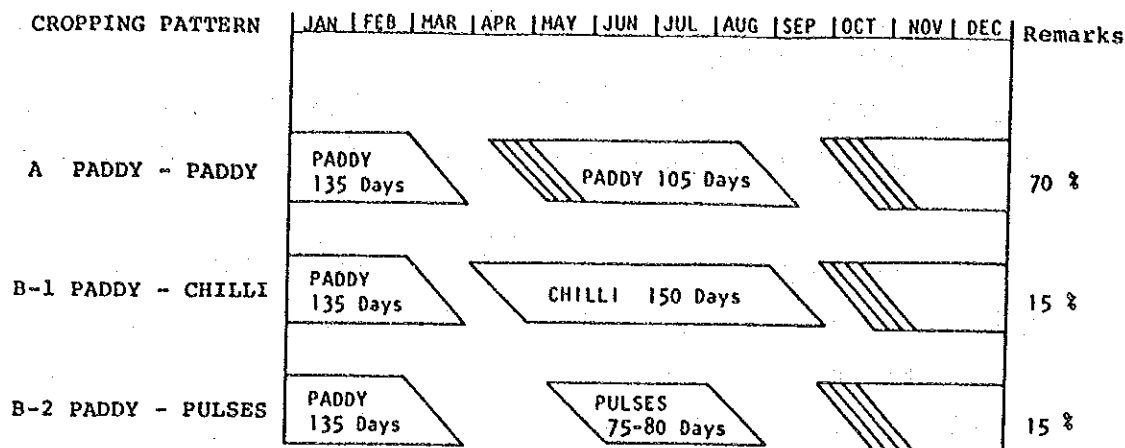 CROPPING PATTERN JAN FEB MAR APR MAY JUN JUL AUG SEP OCT NOV DEC Remarks
A PADDY - PADDY PADDY 135 Days PADDY 105 Days 70 %
B-1 PADDY - CHILLI PADDY 135 Days CHILLI 150 Days 15 %
B-2 PADDY - PULSES PADDY 135 Days PULSES 75-80 Days 15 %